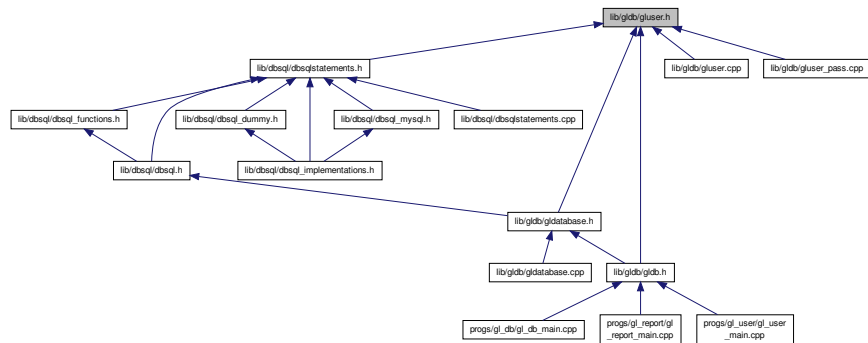 lib/gldb/gluser.h
lib/dbsql/dbsqlstatements.h
lib/gldb/gluser.cpp
lib/gldb/gluser_pass.cpp
lib/dbsql/dbsql_functions.h
lib/dbsql/dbsql_dummy.h
lib/dbsql/dbsql_mysql.h
lib/dbsql/dbsqlstatements.cpp
lib/dbsql/dbsql.h
lib/dbsql/dbsql_implementations.h
lib/gldb/gldatabase.h
lib/gldb/gldatabase.cpp
lib/gldb/gldb.h
progs/gl_db/gl_db_main.cpp
progs/gl_report/gl
_report_main.cpp
progs/gl_user/gl_user
_main.cpp